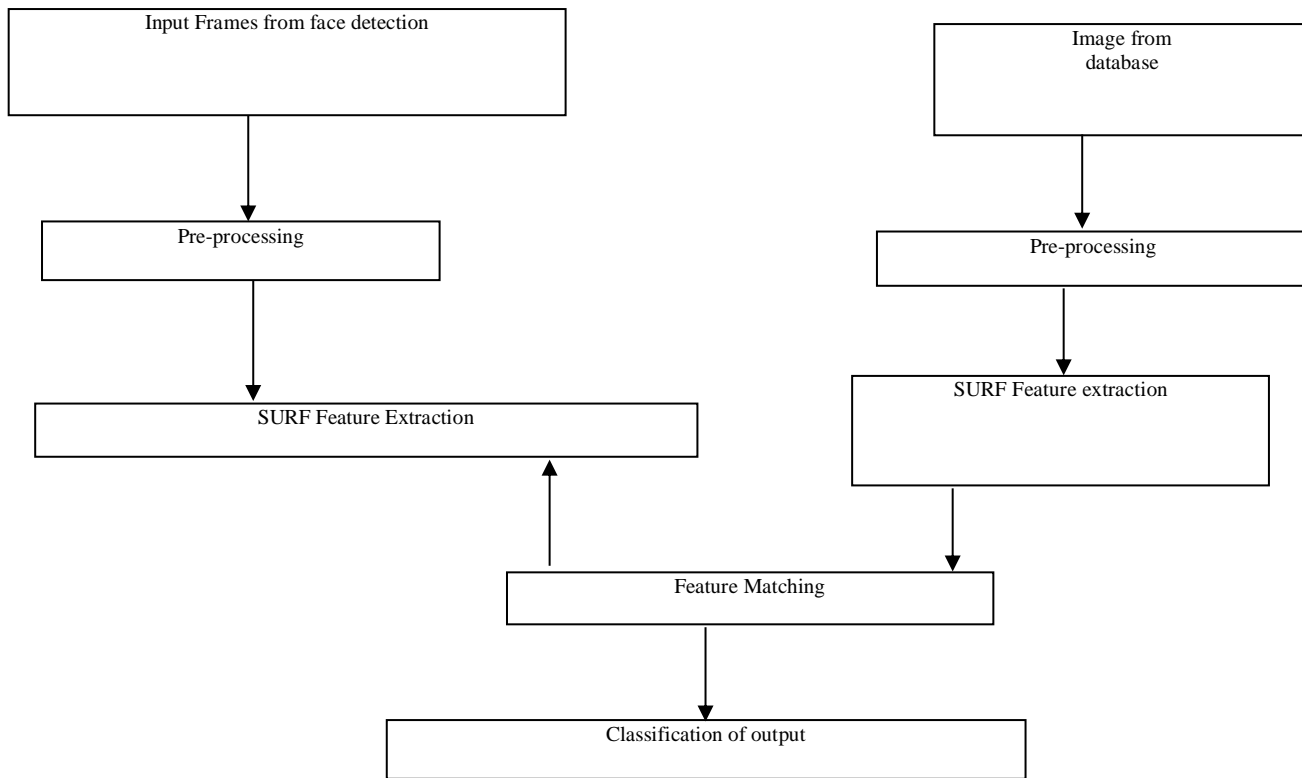 Input Frames from face detection
Image from
database
Pre-processing
Pre-processing
SURF Feature extraction
SURF Feature Extraction
Feature Matching
Classification of output